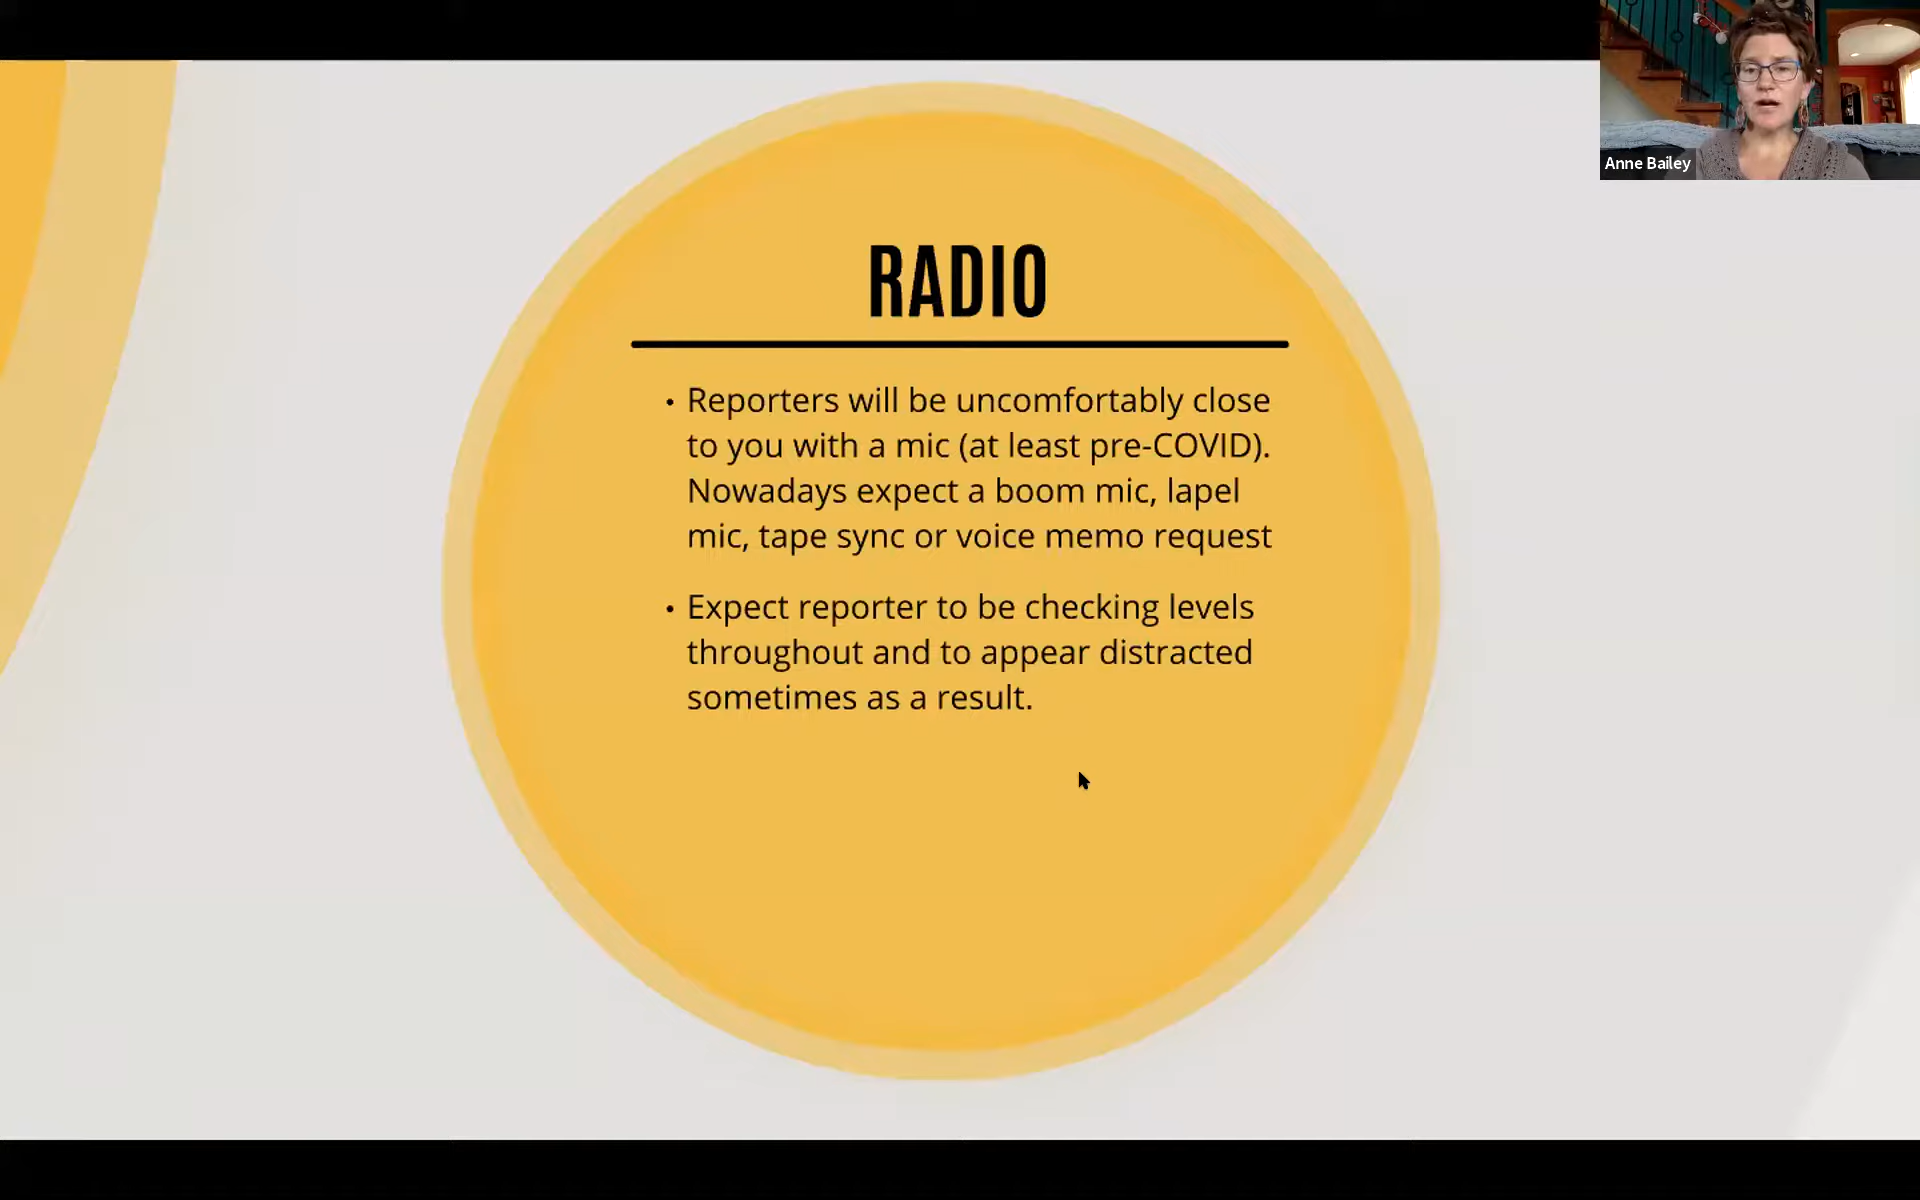 Anne Bailey
RADIO
• Reporters will be uncomfortably close
to you with a mic (at least pre-COVID).
Nowadays expect a boom mic, lapel
mic, tape sync or voice memo request
• Expect reporter to be checking levels
throughout and to appear distracted
sometimes as a result.